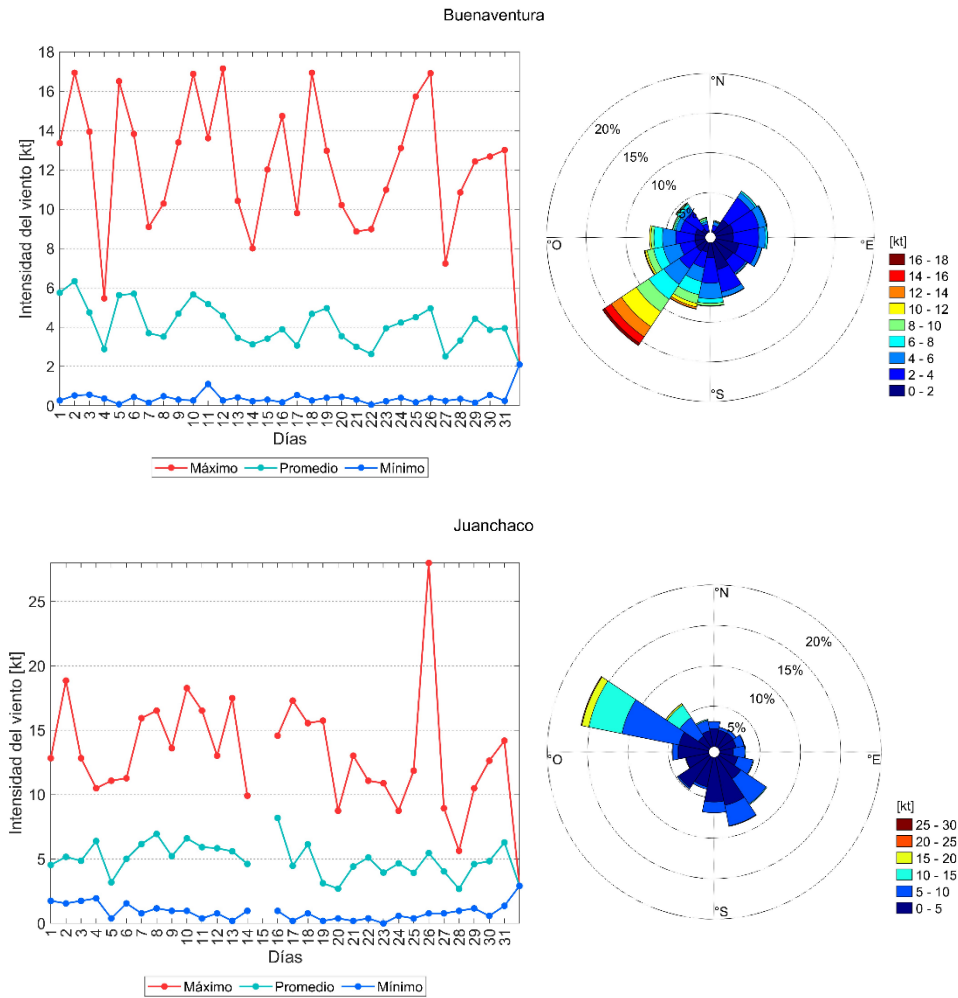 Buenaventura
Intensidad del viento [kt]
18
16
14
12
10
8
6
4
2
0
1 2 3 4 5 6 7 8 9 10 11 12 13 14 15 16 17 18 19 20 21 22 23 24 25 26 27 28 29 30 31
Días
Máximo Promedio Mínimo
°N
20%
15%
10%
5%
°O °E
°S
[kt]
16 - 18
14 - 16
12 - 14
10 - 12
8 - 10
6 - 8
4 - 6
2 - 4
0 - 2
Juanchaco
Intensidad del viento [kt]
25
20
15
10
5
0
1 2 3 4 5 6 7 8 9 10 11 12 13 14 15 16 17 18 19 20 21 22 23 24 25 26 27 28 29 30 31
Días
Máximo Promedio Mínimo
°N
20%
15%
10%
5%
°O °E
°S
[kt]
25 - 30
20 - 25
15 - 20
10 - 15
5 - 10
0 - 5